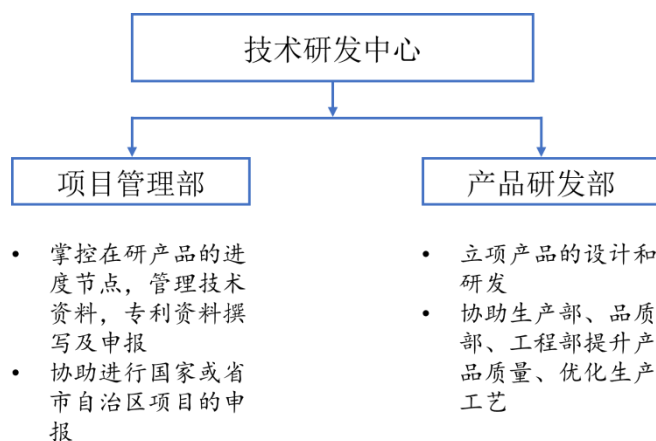 技术研发中心
项目管理部
产品研发部
• 掌控在研产品的进
度节点，管理技术
资料，专利资料撰
写及申报
• 协助进行国家或省
市自治区项目的申
报
• 立项产品的设计和
研发
• 协助生产部、品质
部、工程部提升产
品质量、优化生产
工艺